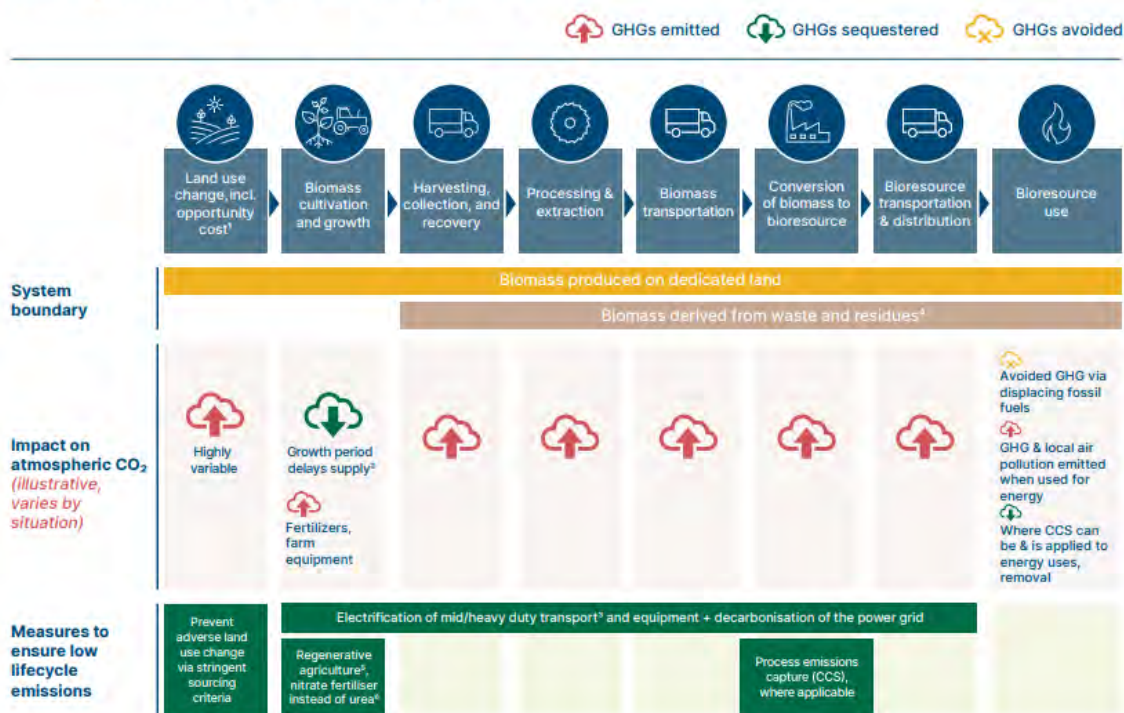 GHGs emitted
GHGs sequestered
GHGs avoided
Land use
change, incl.
opportunity
cost¹
Biomass
cultivation
and growth
Harvesting,
collection, and
recovery
Processing &
extraction
Biomass
transportation
Conversion
of biomass to
bioresource
Bioresource
transportation
& distribution
Bioresource
use
System
boundary
Biomass produced on dedicated land
Biomass derived from waste and residues⁴
Impact on
atmospheric CO₂
(illustrative,
varies by
situation)
Highly
variable
Growth period
delays supply²
Fertilizers,
farm
equipment
Avoided GHG via
displacing fossil
fuels
GHG & local air
pollution emitted
when used for
energy
Where CCS can
be & is applied to
energy uses,
removal
Measures to
ensure low
lifecycle
emissions
Prevent
adverse land
use change
via stringent
sourcing
criteria
Electrification of mid/heavy duty transport³ and equipment + decarbonisation of the power grid
Regenerative
agriculture⁵,
nitrate fertiliser
instead of urea⁶
Process emissions
capture (CCS),
where applicable